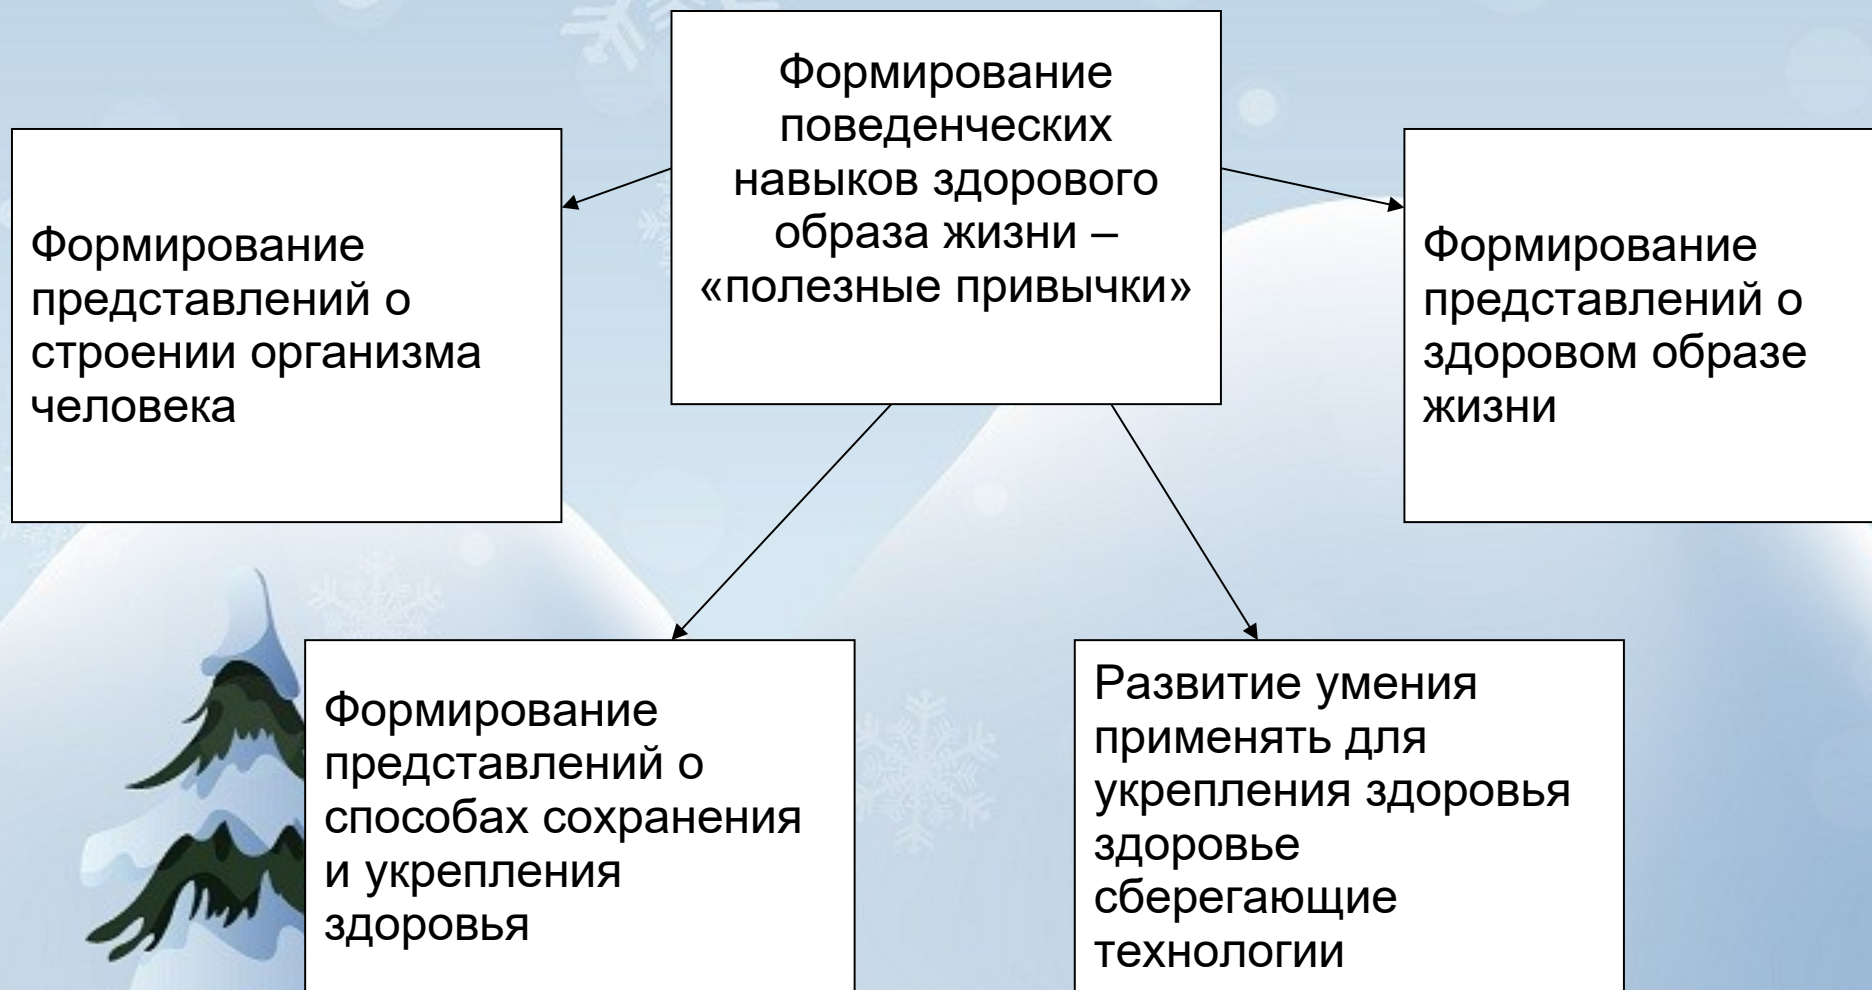 Формирование
поведенческих
навыков здорового
образа жизни –
«полезные привычки»
Формирование
представлений о
строении организма
человека
Формирование
представлений о
здоровом образе
жизни
Формирование
представлений о
способах сохранения
и укрепления
здоровья
Развитие умения
применять для
укрепления здоровья
здоровье
сберегающие
технологии